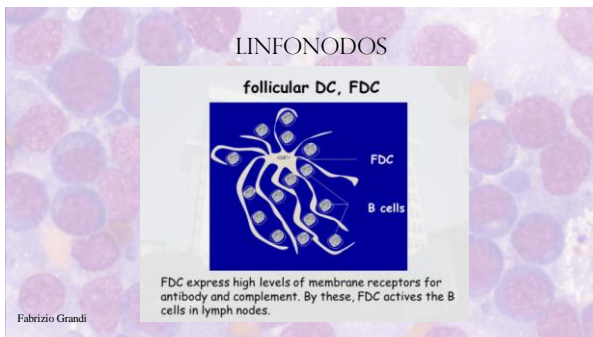 LINFONODOS
follicular DC, FDC
FDC
B cells
FDC express high levels of membrane receptors for
antibody and complement. By these, FDC actives the B
cells in lymph nodes.
Fabrizio Grandi